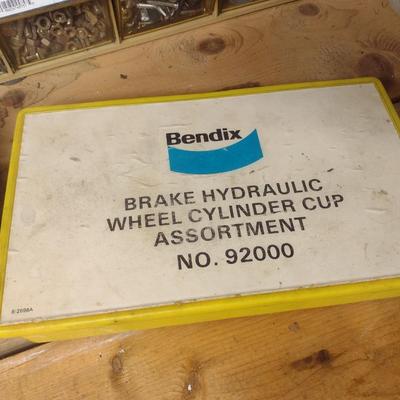 Bendix
BRAKE HYDRAULIC
WHEEL CYLINDER CUP
ASSORTMENT
NO. 92000